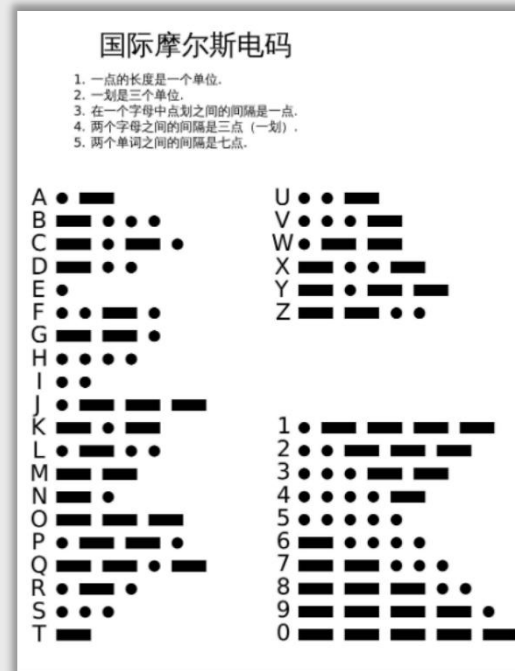 国际摩尔斯电码
1. 一点的长度是一个单位.
2. 一划是三个单位.
3. 在一个字母中点划之间的间隔是一点.
4. 两个字母之间的间隔是三点（一划）.
5. 两个单词之间的间隔是七点.
A
B
C
D
E
F
G
H
I
J
K
L
M
N
O
P
Q
R
S
T
U
V
W
X
Y
Z
1
2
3
4
5
6
7
8
9
0